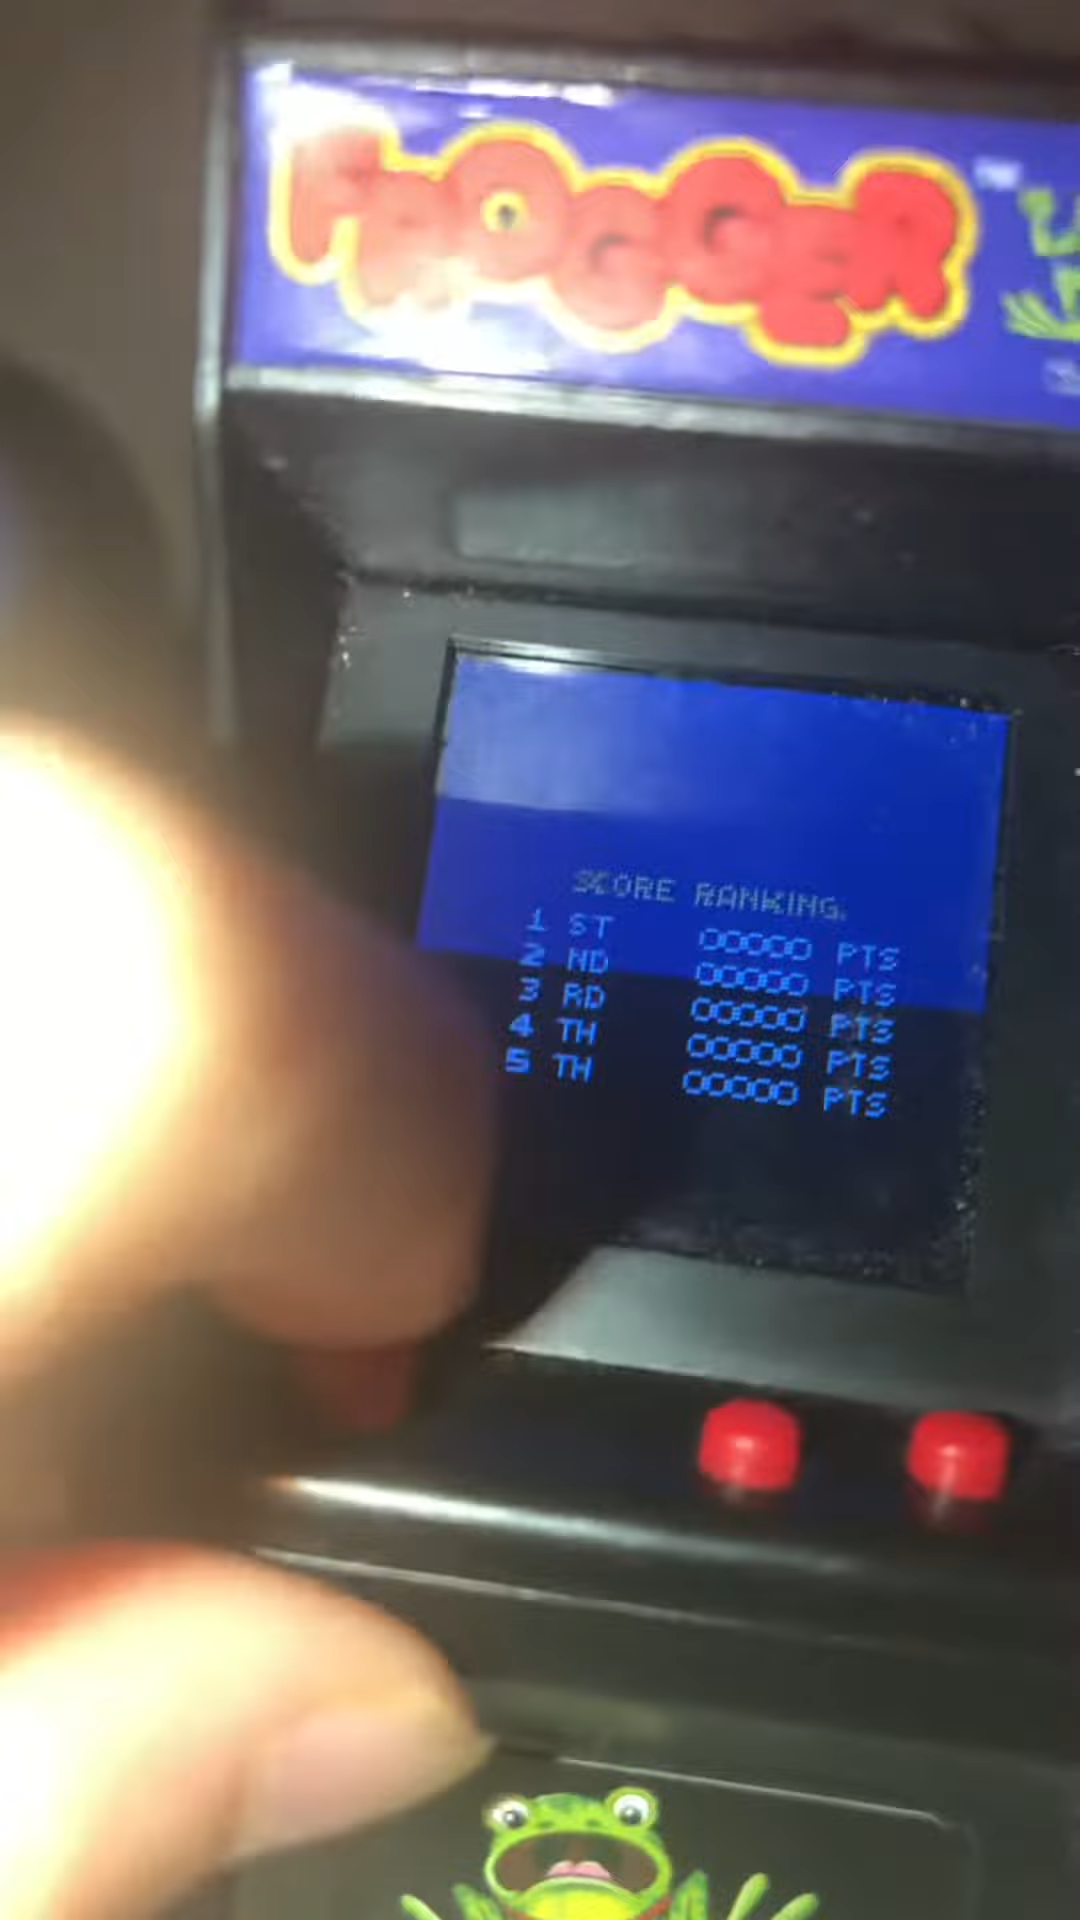 FROGGER
SCORE RANKING.
1 ST 00000 PTS
2 ND 00000 PTS
3 RD 00000 PTS
4 TH 00000 PTS
5 TH 00000 PTS